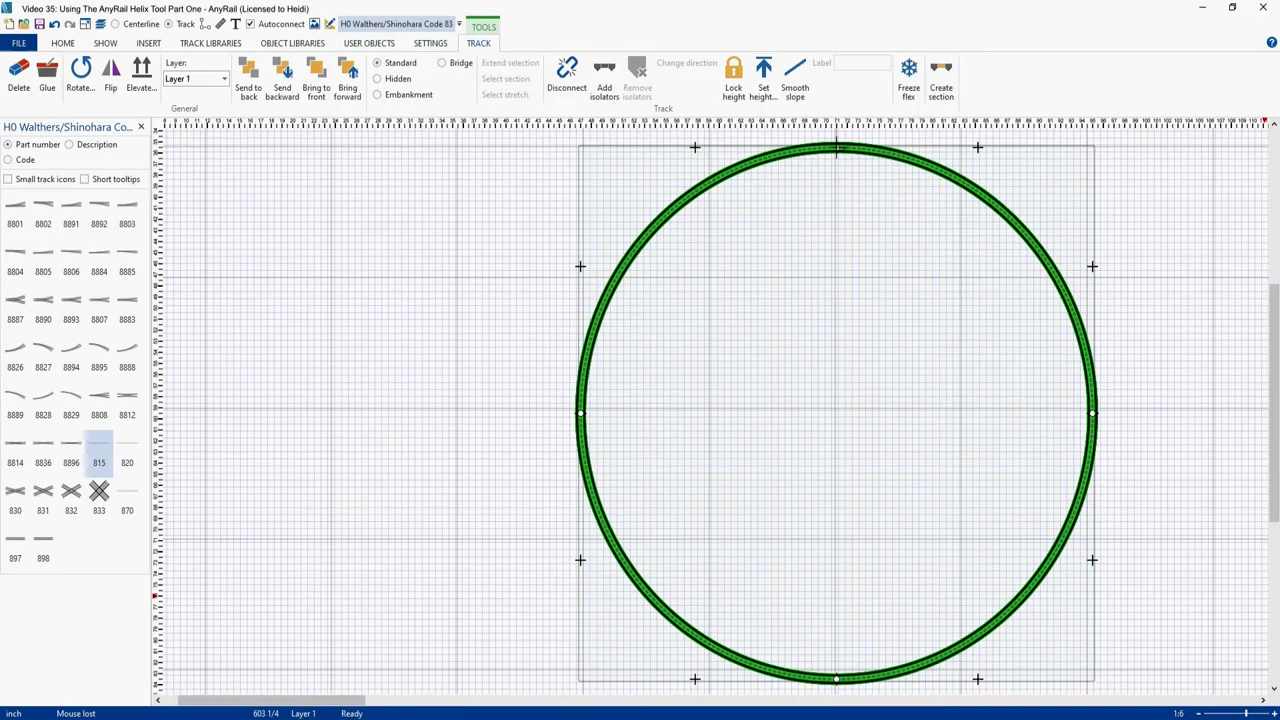 Video 35: Using The AnyRail Helix Tool Part One - AnyRail (Licensed to Heidi)
Centerline Track Autoconnect H0 Walthers/Shinohara Code 83 TOOLS
FILE HOME SHOW INSERT TRACK LIBRARIES OBJECT LIBRARIES USER OBJECTS SETTINGS TRACK
Delete Glue Rotate... Flip Elevate...
Layer:
Layer 1
General
Send to back
Send backward
Bring to front
Bring forward
Standard Bridge
Hidden
Embankment
Extend selection
Select section
Select stretch
Disconnect
Add isolators
Remove isolators
Change direction
Track
Lock height
Set height...
Smooth slope
Label
Freeze flex
Create section
H0 Walthers/Shinohara Co...
Part number Description
Code
Small track icons Short tooltips
8801 8802 8891 8892 8803
8804 8805 8806 8884 8885
8887 8890 8893 8807 8883
8826 8827 8894 8895 8888
8889 8828 8829 8808 8812
8814 8836 8896 815 820
830 831 832 833 870
897 898
inch Mouse lost 603 1/4 Layer 1 Ready 1:6